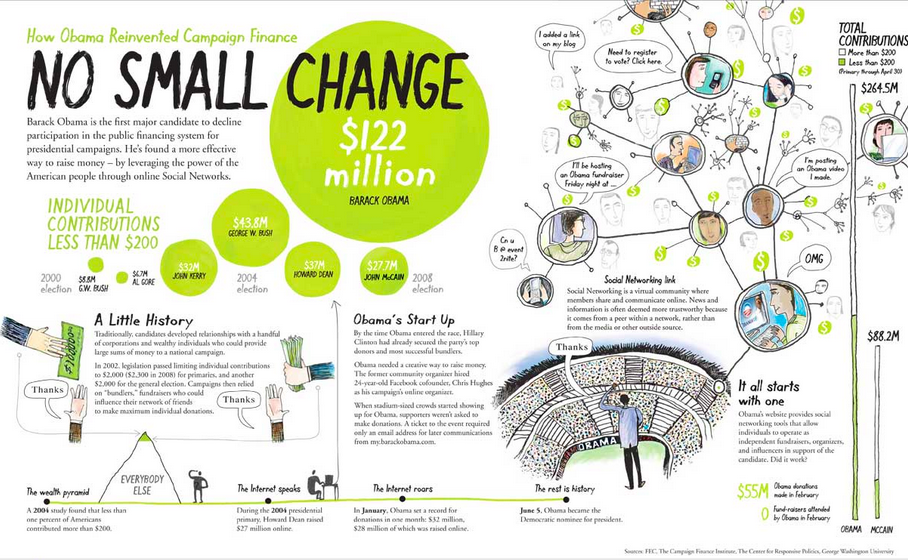 How Obama Reinvented Campaign Finance
NO SMALL CHANGE
Barack Obama is the first major candidate to decline
participation in the public financing system for
presidential campaigns. He's found a more effective
way to raise money – by leveraging the power of the
American people through online Social Networks.
$122
million
BARACK OBAMA
INDIVIDUAL
CONTRIBUTIONS
LESS THAN $200
2000
election
$8.8M
G.W. BUSH
$6.7M
AL GORE
$32M
JOHN KERRY
$43.8M
GEORGE W. BUSH
2004
election
$37M
HOWARD DEAN
$27.7M
JOHN McCAIN
2008
election
A Little History
Traditionally, candidates developed relationships with a handful
of corporations and wealthy individuals who could provide
large sums of money to a national campaign.
In 2002, legislation passed limiting individual contributions
to $2,000 ($2,300 in 2008) for primaries, and another
$2,000 for the general election. Campaigns then relied
on "bundlers," fundraisers who could
influence their network of friends
to make maximum individual donations.
Thanks
Thanks
EVERYBODY
ELSE
Obama's Start Up
By the time Obama entered the race, Hillary
Clinton had already secured the party's top
donors and most successful bundlers.
Obama needed a creative way to raise money.
The former community organizer hired
24-year-old Facebook cofounder, Chris Hughes
as his campaign's online organizer.
When stadium-sized crowds started showing
up for Obama, supporters weren't asked to
make donations. A ticket to the event required
only an email address for later communications
from my.barackobama.com.
The wealth pyramid
A 2004 study found that less than
one percent of Americans
contributed more than $200.
The Internet speaks
During the 2004 presidential
primary, Howard Dean raised
$27 million online.
The Internet roars
In January, Obama set a record for
donations in one month: $32 million,
$28 million of which was raised online.
The rest is history
June 5, Obama became the
Democratic nominee for president.
I added a link
on my blog
Need to register
to vote? Click here.
I'll be hosting
an Obama fundraiser
Friday night at ...
I'm posting
an Obama video
I made.
Cn u
B @ event
2nite?
OMG
Social Networking link
Social Networking is a virtual community where
members share and communicate online. News and
information is often deemed more trustworthy because
it comes from a peer within a network, rather than
from the media or other outside source.
Thanks
OBAMA
It all starts
with one
Obama's website provides social
networking tools that allow
individuals to operate as
independent fundraisers, organizers,
and influencers in support of the
candidate. Did it work?
$55M
Obama donations
made in February
0
Fund-raisers attended
by Obama in February
TOTAL
CONTRIBUTIONS
More than $200
Less than $200
(Primary through April 30)
$264.5M
$88.2M
OBAMA
MCCAIN
Sources: FEC, The Campaign Finance Institute, The Center for Responsive Politics, George Washington University